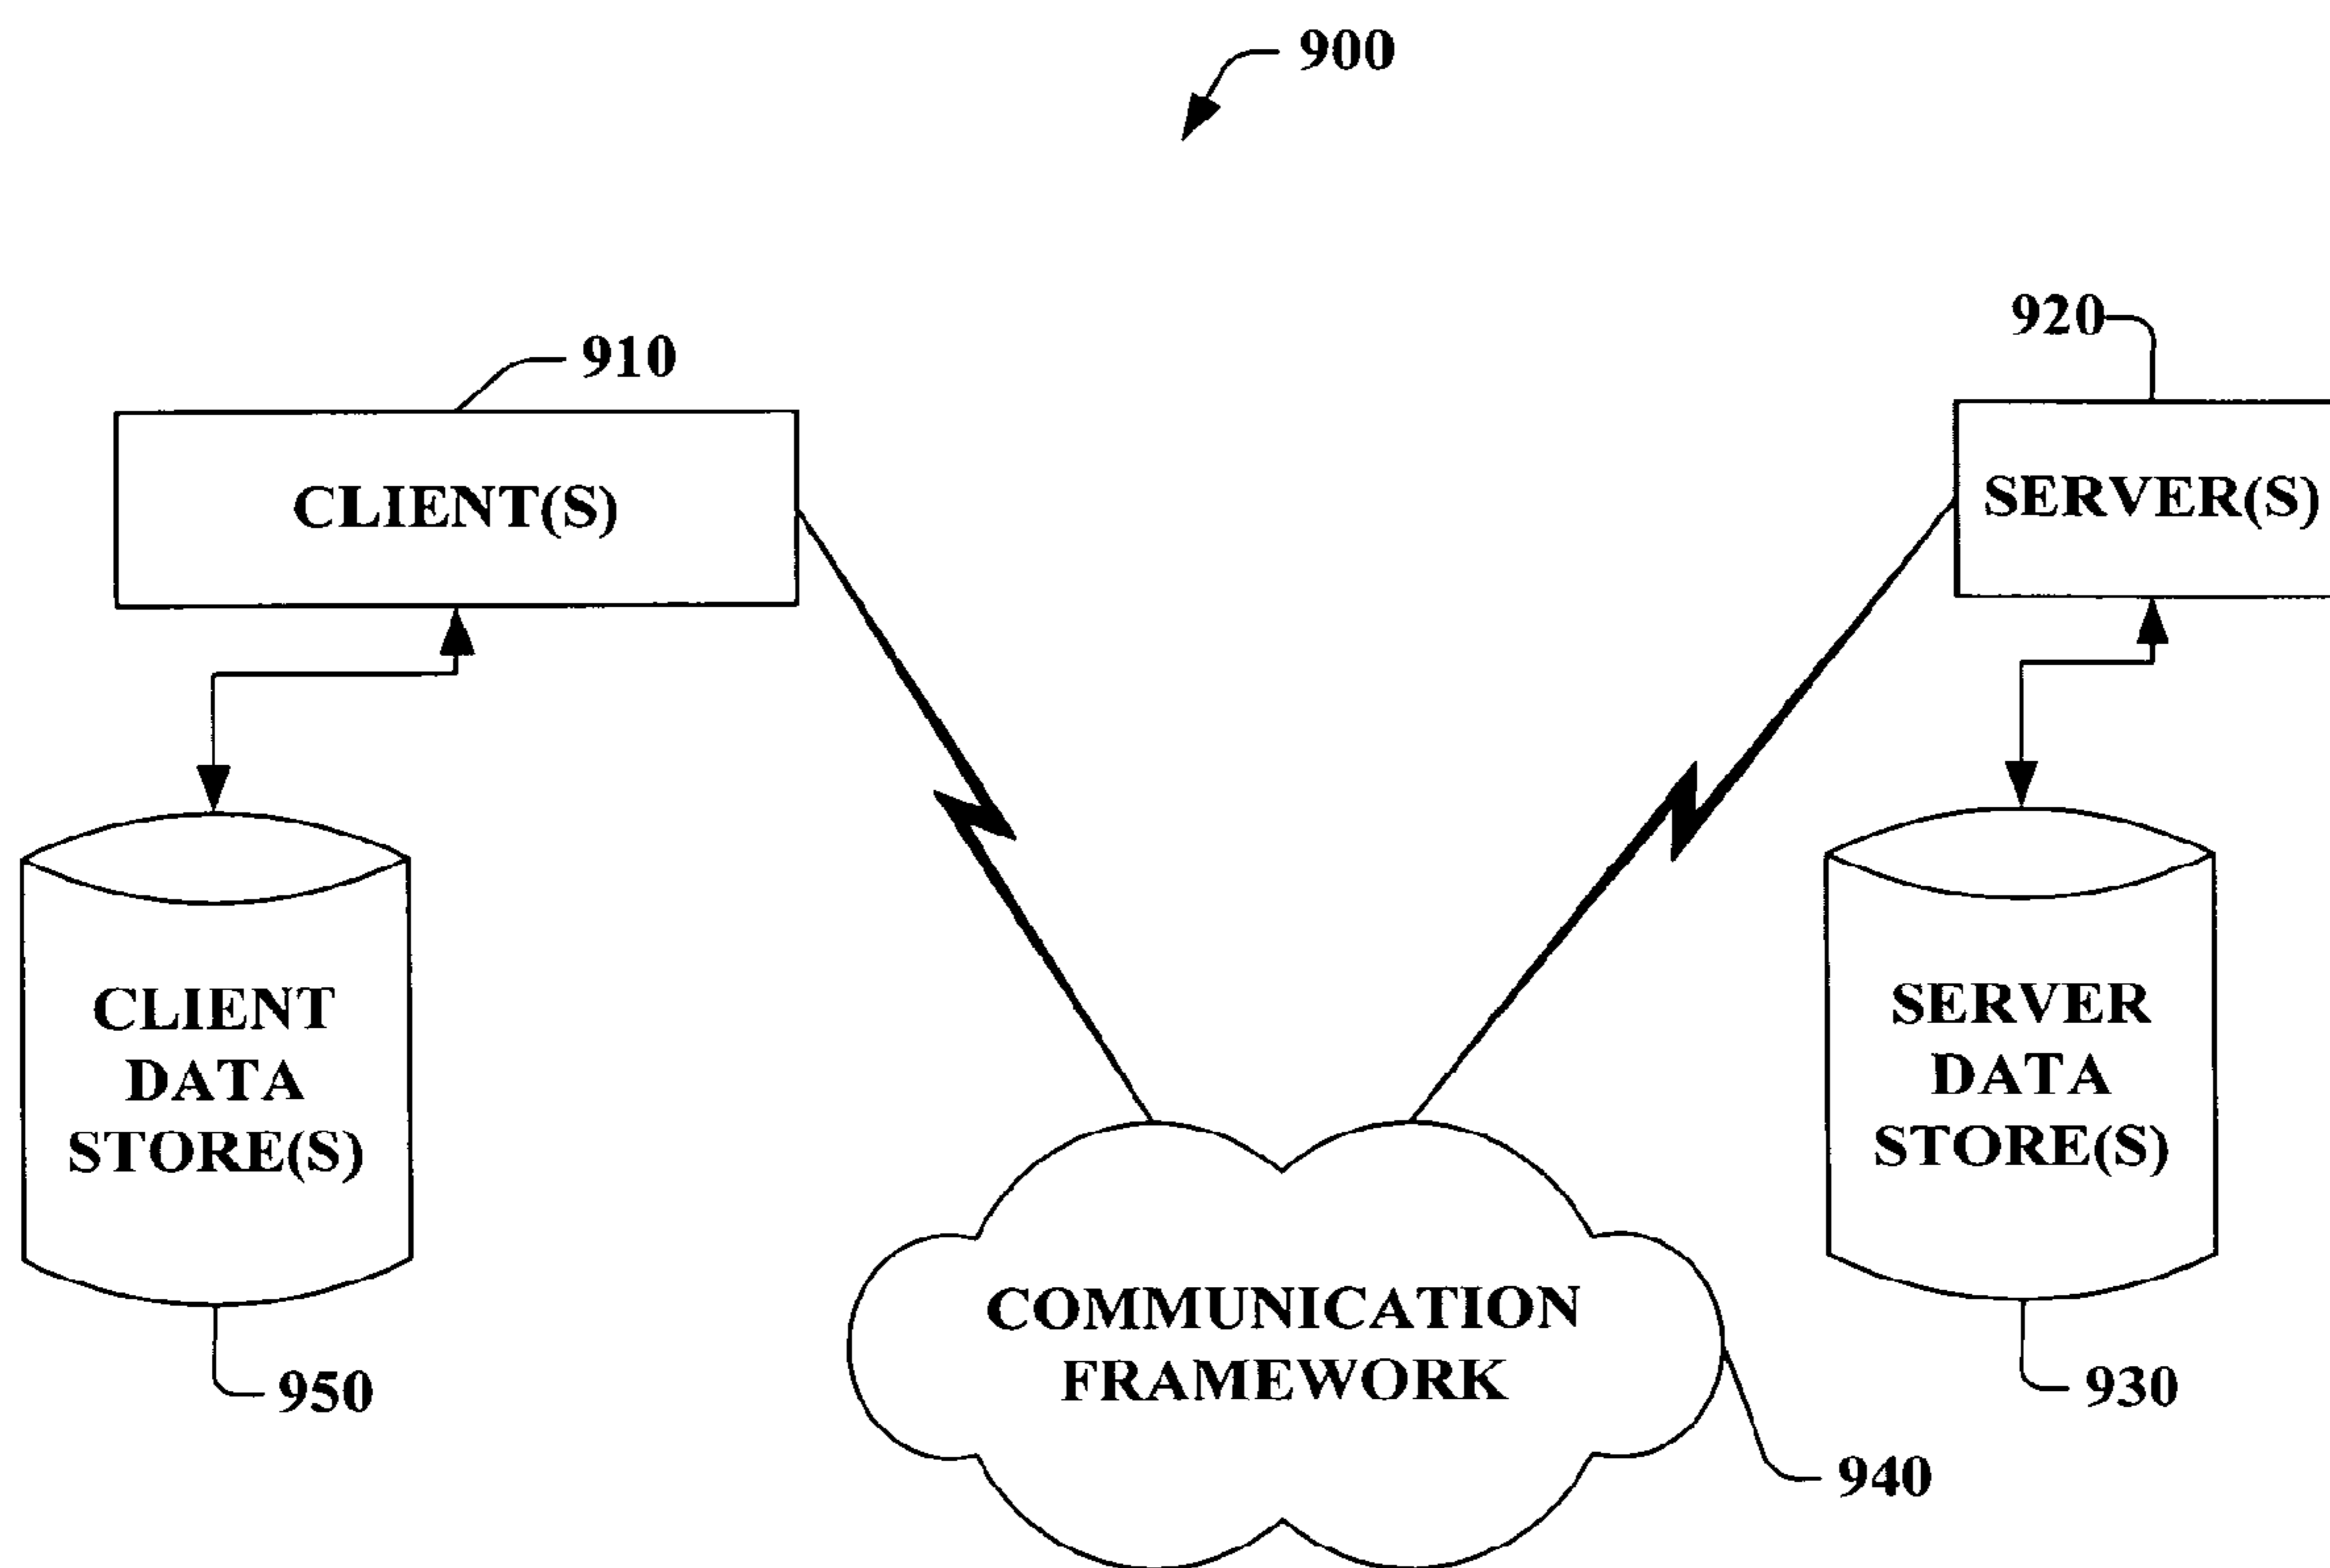 900
910
920
CLIENT(S)
SERVER(S)
CLIENT
DATA
STORE(S)
SERVER
DATA
STORE(S)
COMMUNICATION
FRAMEWORK
950
930
940